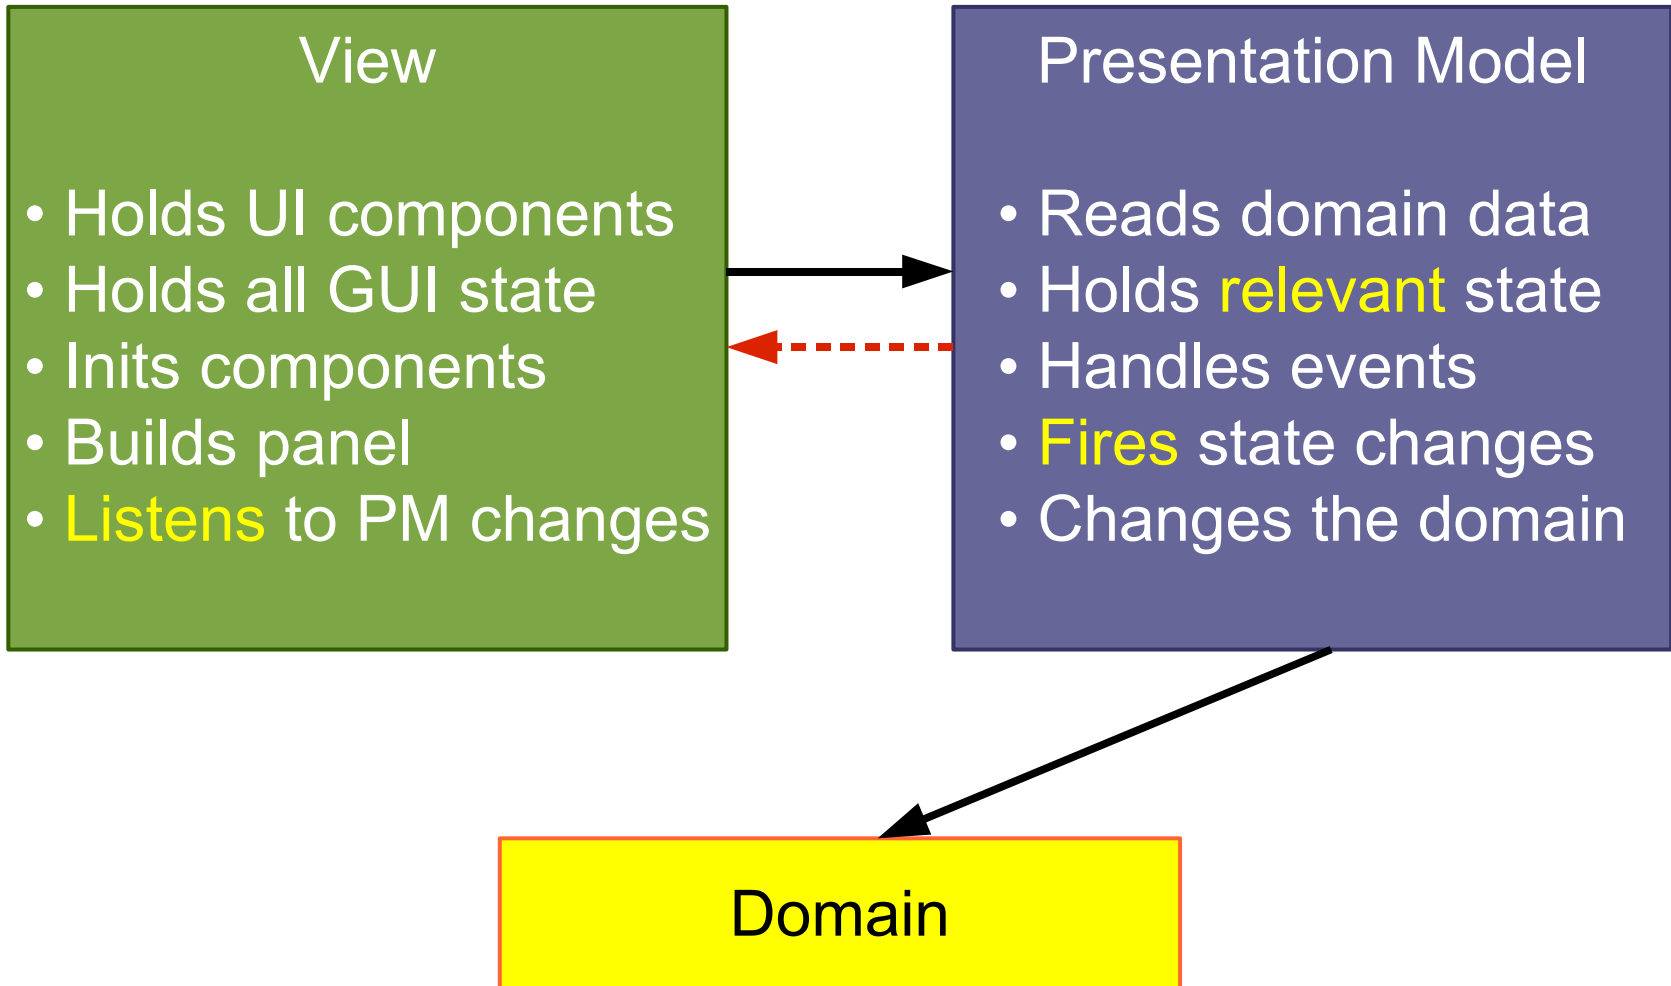 View
• Holds UI components
• Holds all GUI state
• Inits components
• Builds panel
• Listens to PM changes
Presentation Model
• Reads domain data
• Holds relevant state
• Handles events
• Fires state changes
• Changes the domain
Domain